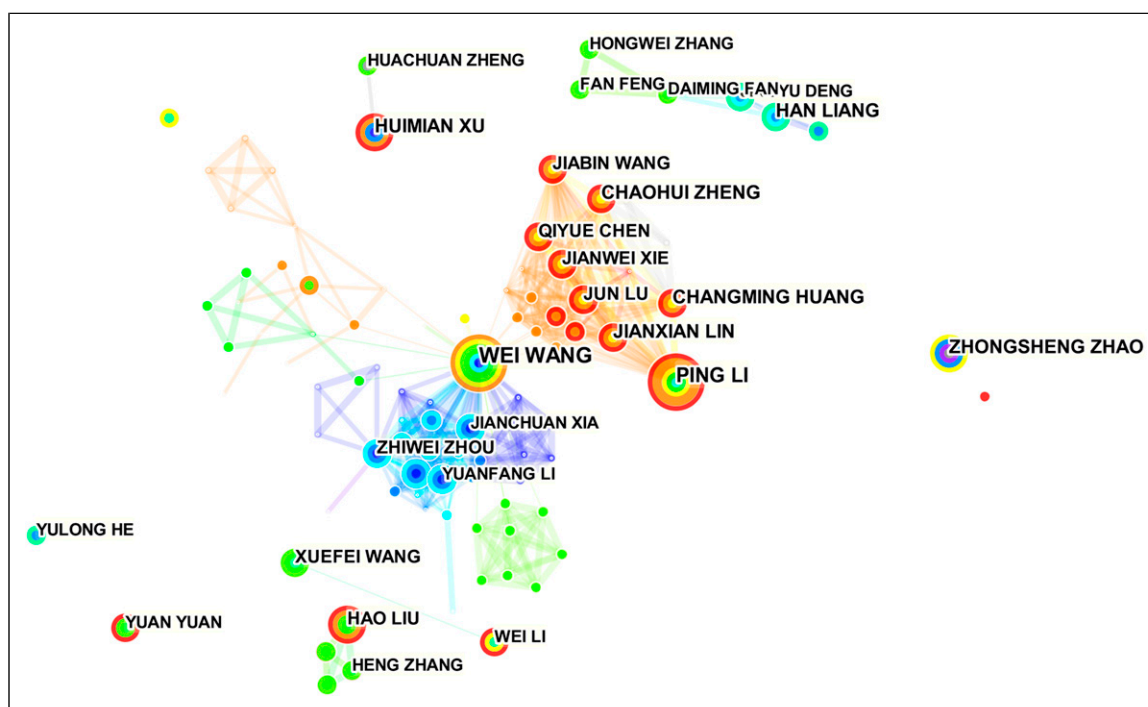 HONGWEI ZHANG
HUACHUAN ZHENG
FAN FENG
DAIMING FAN
YU DENG
HAN LIANG
HUIMIAN XU
JIABIN WANG
CHAOHUI ZHENG
QIYUE CHEN
JIANWEI XIE
JUN LU
CHANGMING HUANG
JIANXIAN LIN
ZHONGSHENG ZHAO
WEI WANG
PING LI
JIANCHUAN XIA
ZHIWEI ZHOU
YUANFANG LI
YULONG HE
XUEFEI WANG
YUAN YUAN
HAO LIU
WEI LI
HENG ZHANG